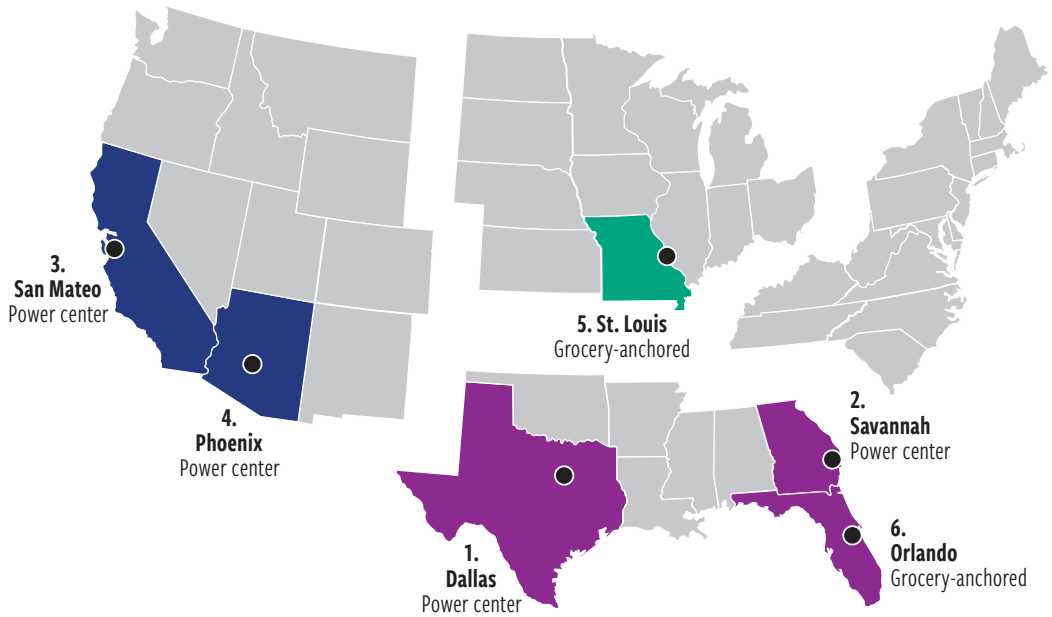 1.
Dallas
Power center
2.
Savannah
Power center
3.
San Mateo
Power center
4.
Phoenix
Power center
5. St. Louis
Grocery-anchored
6.
Orlando
Grocery-anchored